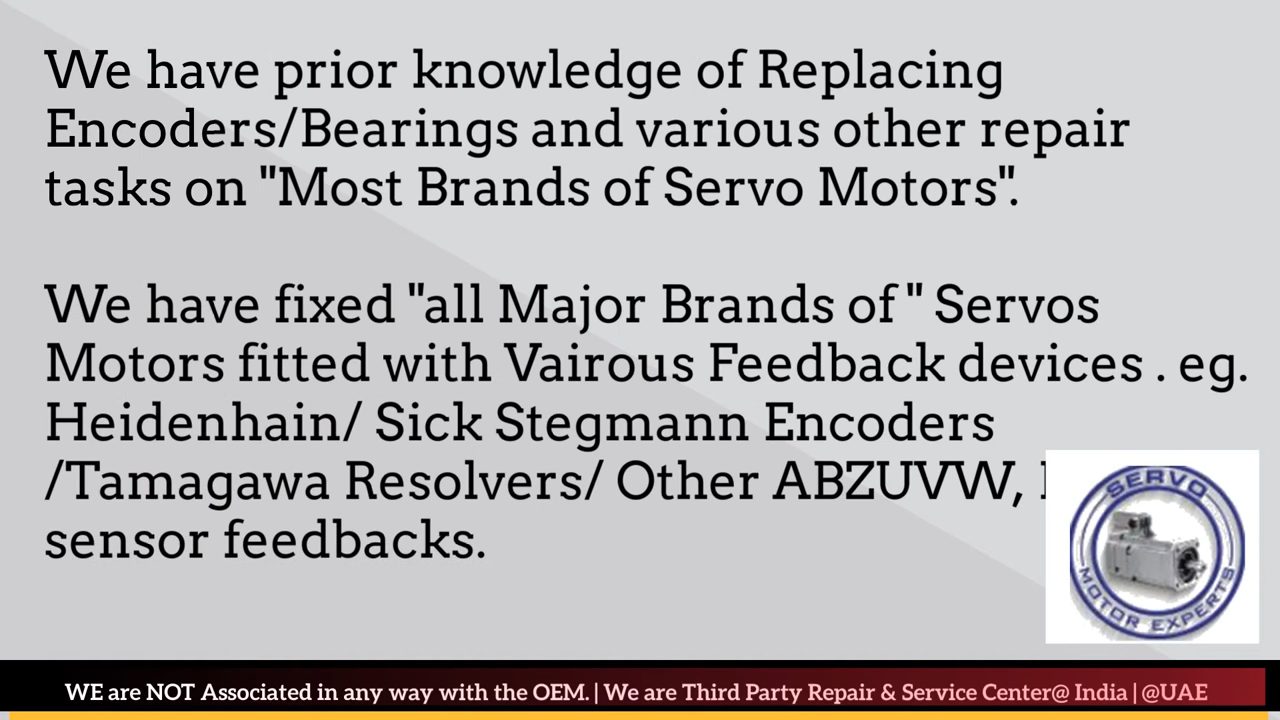 We have prior knowledge of Replacing
Encoders/Bearings and various other repair
tasks on "Most Brands of Servo Motors".
We have fixed "all Major Brands of " Servos
Motors fitted with Vairous Feedback devices . eg.
Heidenhain/ Sick Stegmann Encoders
/Tamagawa Resolvers/ Other ABZUVW,
sensor feedbacks.
SERVO
MOTOR EXPERTS
WE are NOT Associated in any way with the OEM. | We are Third Party Repair & Service Center@ India | @UAE